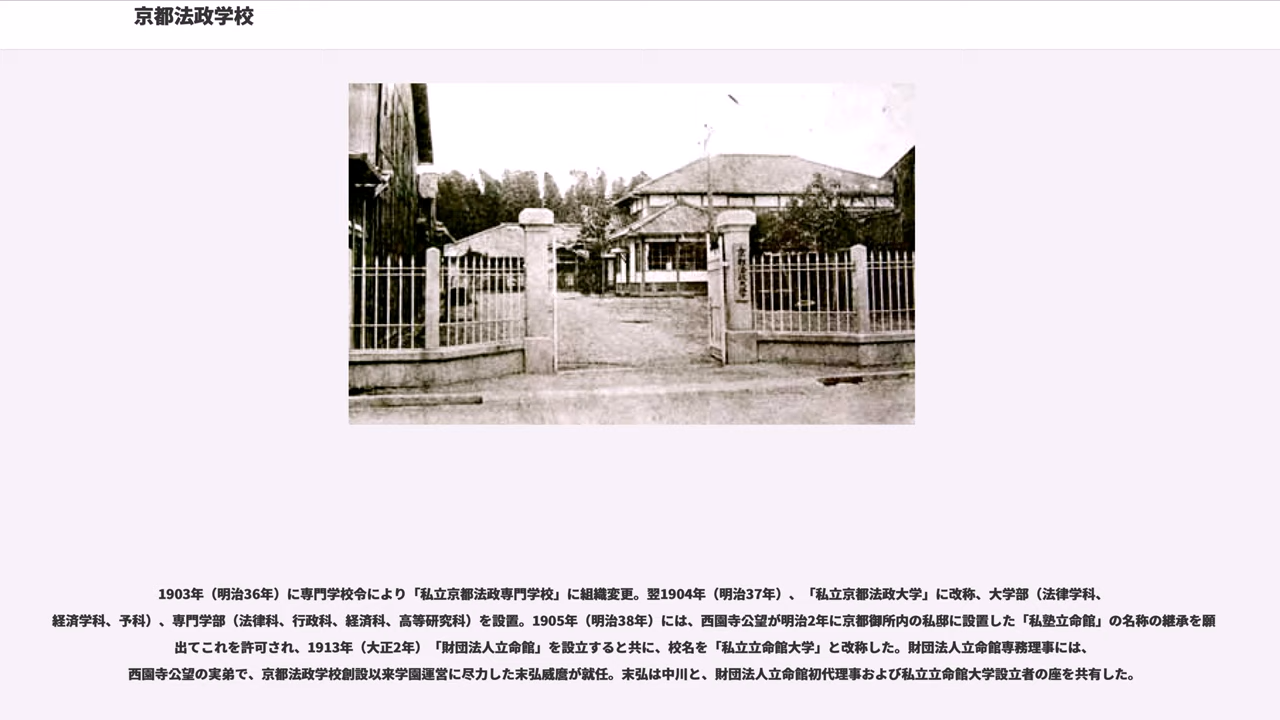 京都法政学校
1903年（明治36年）に専門学校令により「私立京都法政専門学校」に組織変更。翌1904年（明治37年）、「私立京都法政大学」に改称、大学部（法律学科、
経済学科、予科）、専門学部（法律科、行政科、経済科、高等研究科）を設置。1905年（明治38年）には、西園寺公望が明治2年に京都御所内の私邸に設置した「私塾立命館」の名称の継承を願
出てこれを許可され、1913年（大正2年）「財団法人立命館」を設立すると共に、校名を「私立立命館大学」と改称した。財団法人立命館専務理事には、
西園寺公望の実弟で、京都法政学校創設以来学園運営に尽力した末弘威麿が就任。末弘は中川と、財団法人立命館初代理事および私立立命館大学設立者の座を共有した。